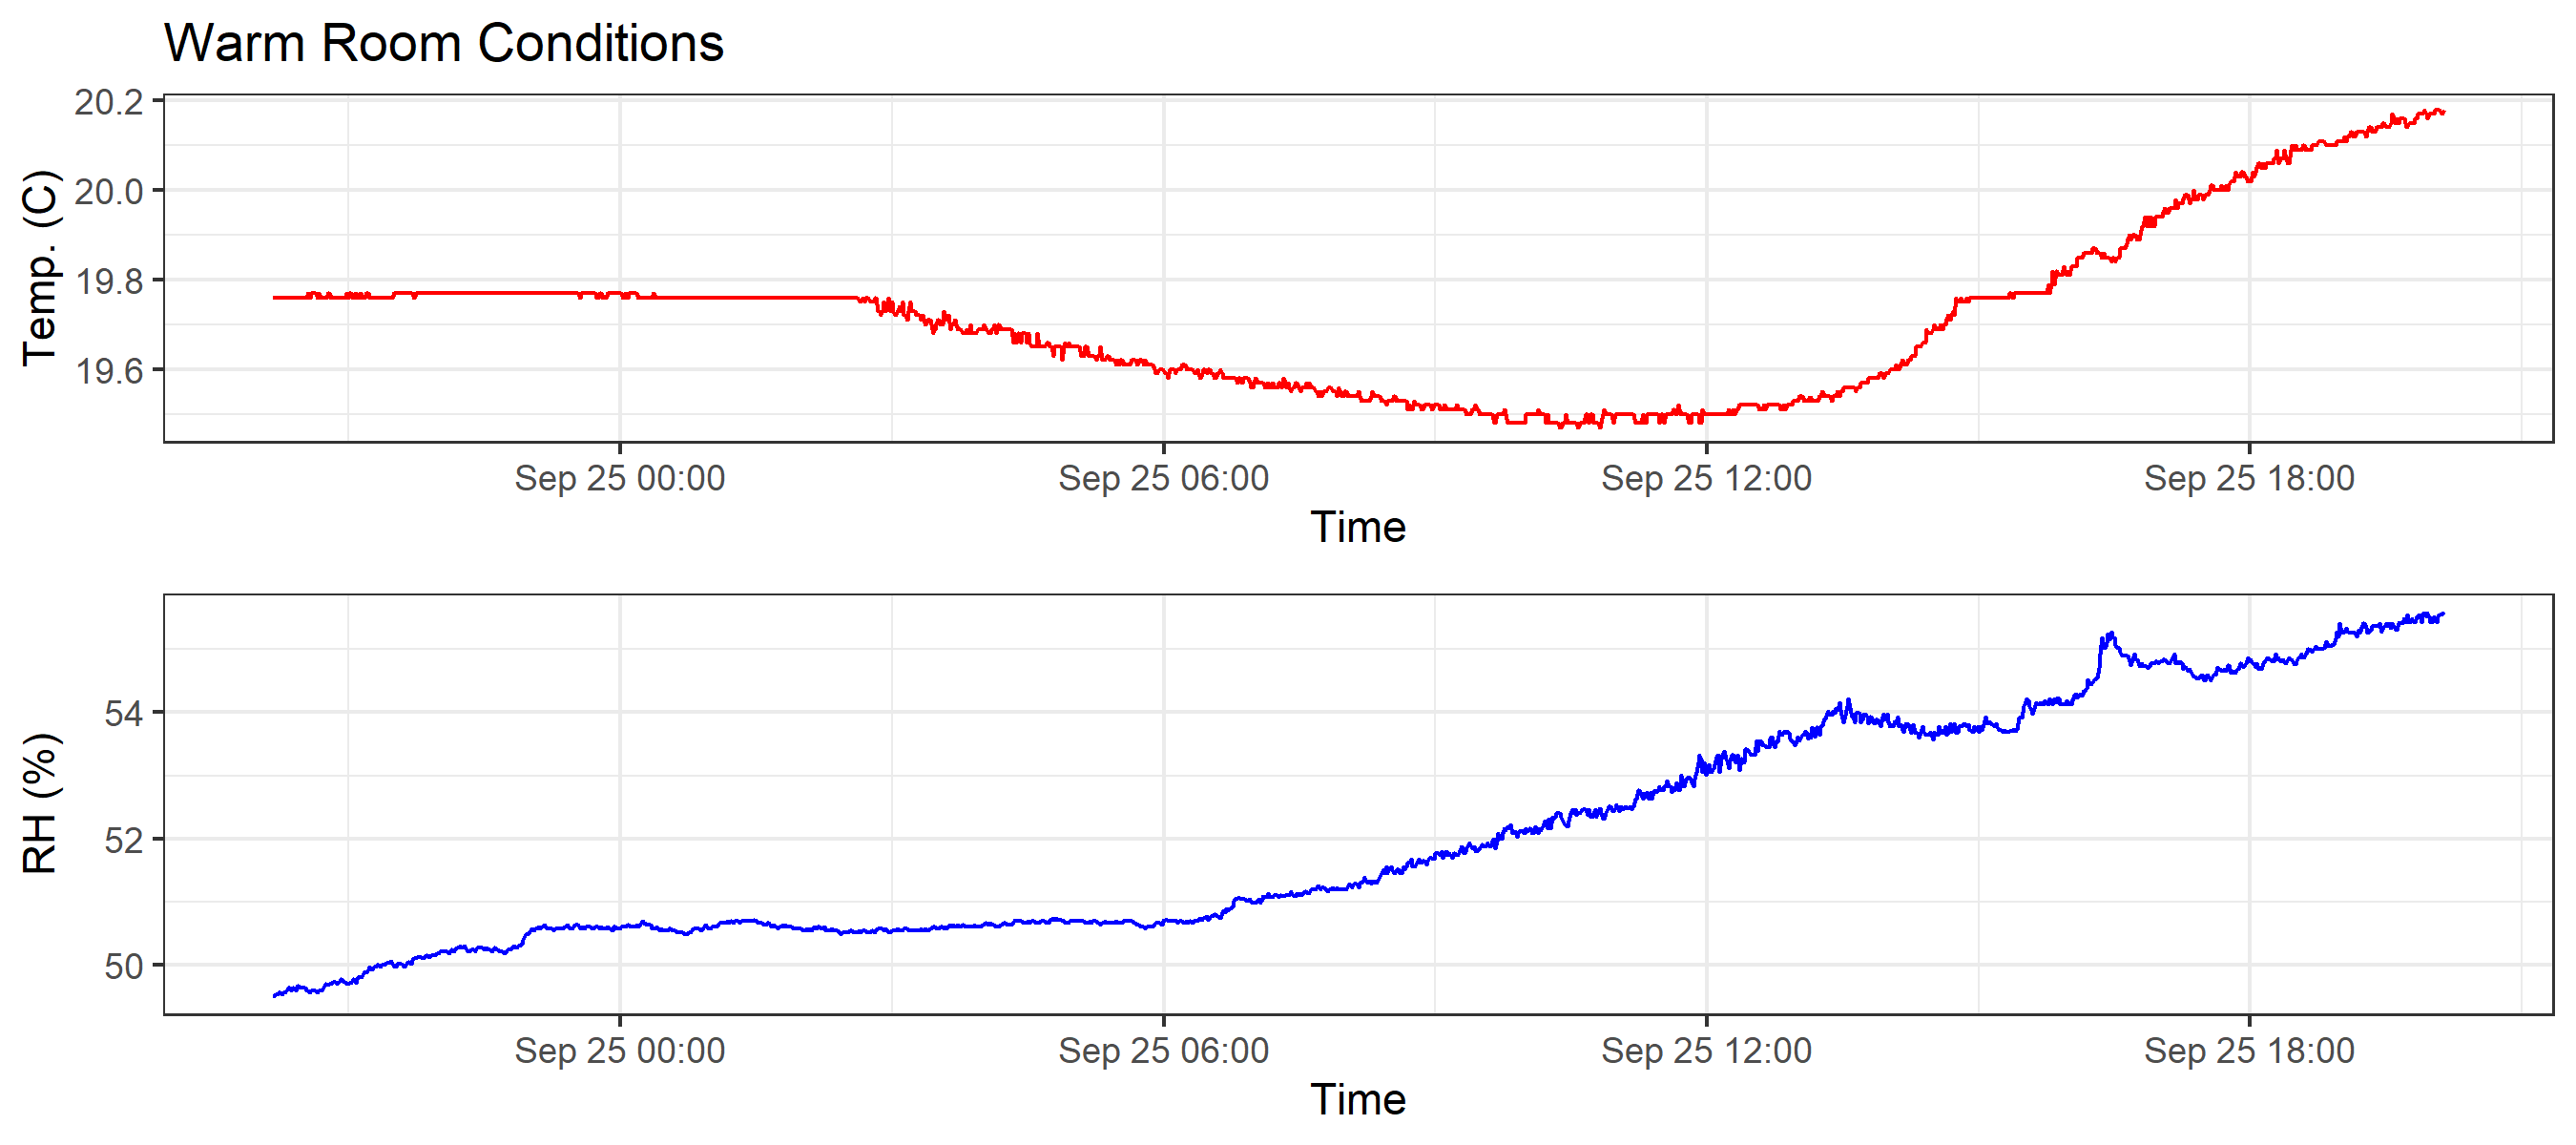 Warm Room Conditions
Temp. (C)
20.2
20.0
19.8
19.6
Sep 25 00:00 Sep 25 06:00 Sep 25 12:00 Sep 25 18:00
Time
RH (%)
54
52
50
Sep 25 00:00 Sep 25 06:00 Sep 25 12:00 Sep 25 18:00
Time